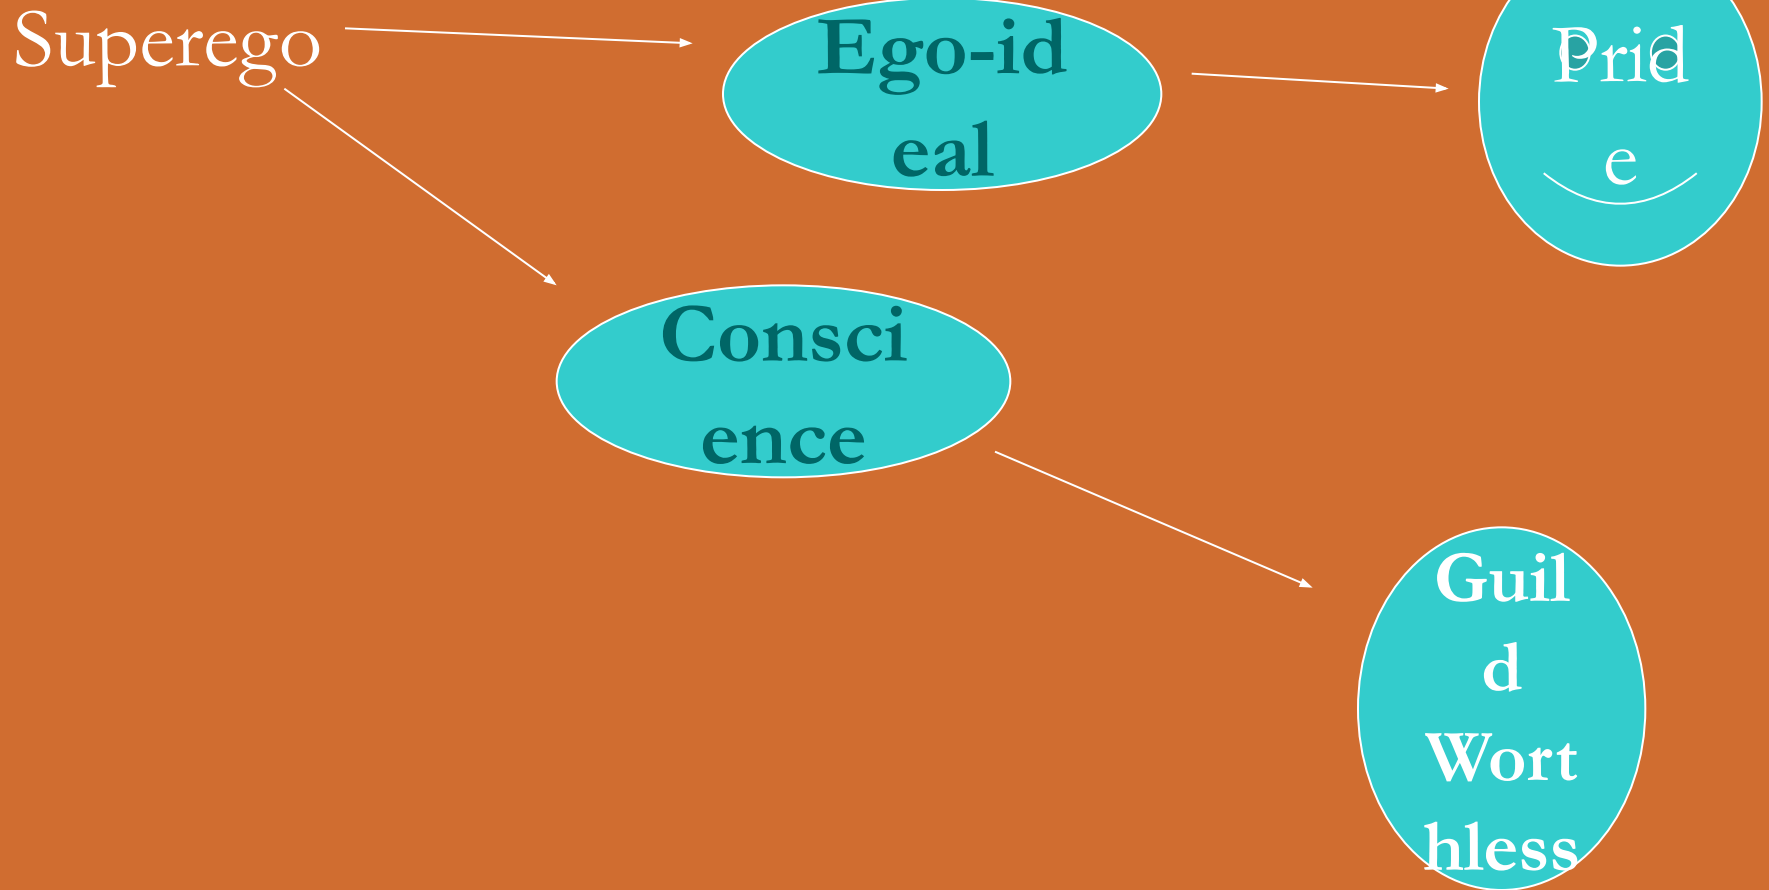 Superego
Ego-id
eal
Prid
e
Consci
ence
Guil
d
Wort
hless